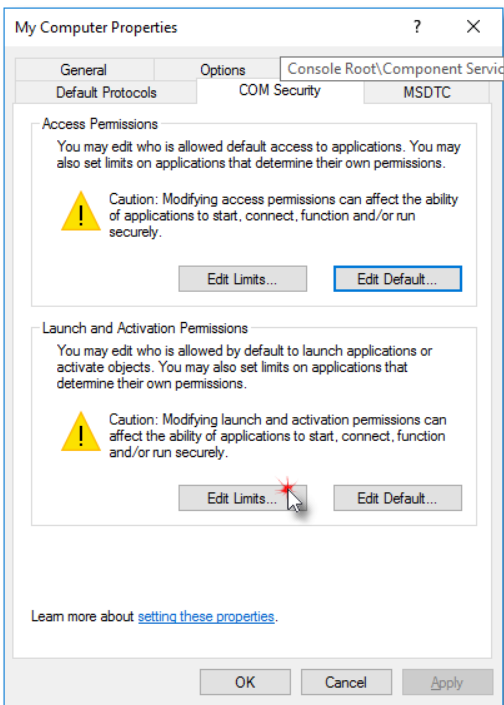 My Computer Properties
?
General
Options
Console Root\Component Servic
Default Protocols
COM Security
MSDTC
Access Permissions
You may edit who is allowed default access to applications. You may
also set limits on applications that determine their own permissions.
Caution: Modifying access permissions can affect the ability
of applications to start, connect, function and/or run
securely.
Edit Limits...
Edit Default...
Launch and Activation Permissions
You may edit who is allowed by default to launch applications or
activate objects. You may also set limits on applications that
determine their own permissions.
Caution: Modifying launch and activation permissions can
affect the ability of applications to start, connect, function
and/or run securely.
Edit Limits...
Edit Default...
Learn more about setting these properties.
OK
Cancel
Apply